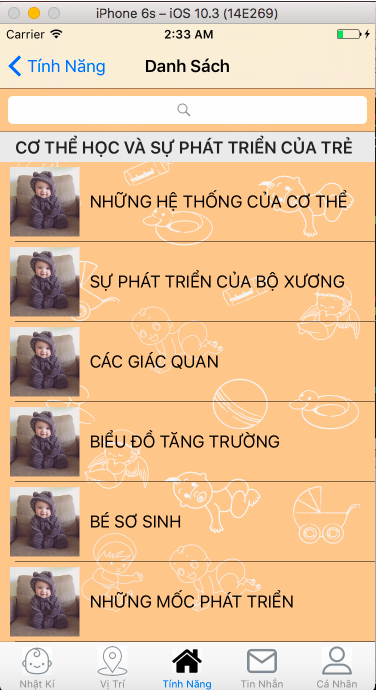 iPhone 6s – iOS 10.3 (14E269)
Carrier 2:33 AM
Tính Năng Danh Sách
CƠ THỂ HỌC VÀ SỰ PHÁT TRIỂN CỦA TRẺ
NHỮNG HỆ THỐNG CỦA CƠ THỂ
SỰ PHÁT TRIỂN CỦA BỘ XƯƠNG
CÁC GIÁC QUAN
BIỂU ĐỒ TĂNG TRƯỜNG
BÉ SƠ SINH
NHỮNG MỐC PHÁT TRIỂN
Nhật Kí Vị Trí Tính Năng Tin Nhắn Cá Nhân